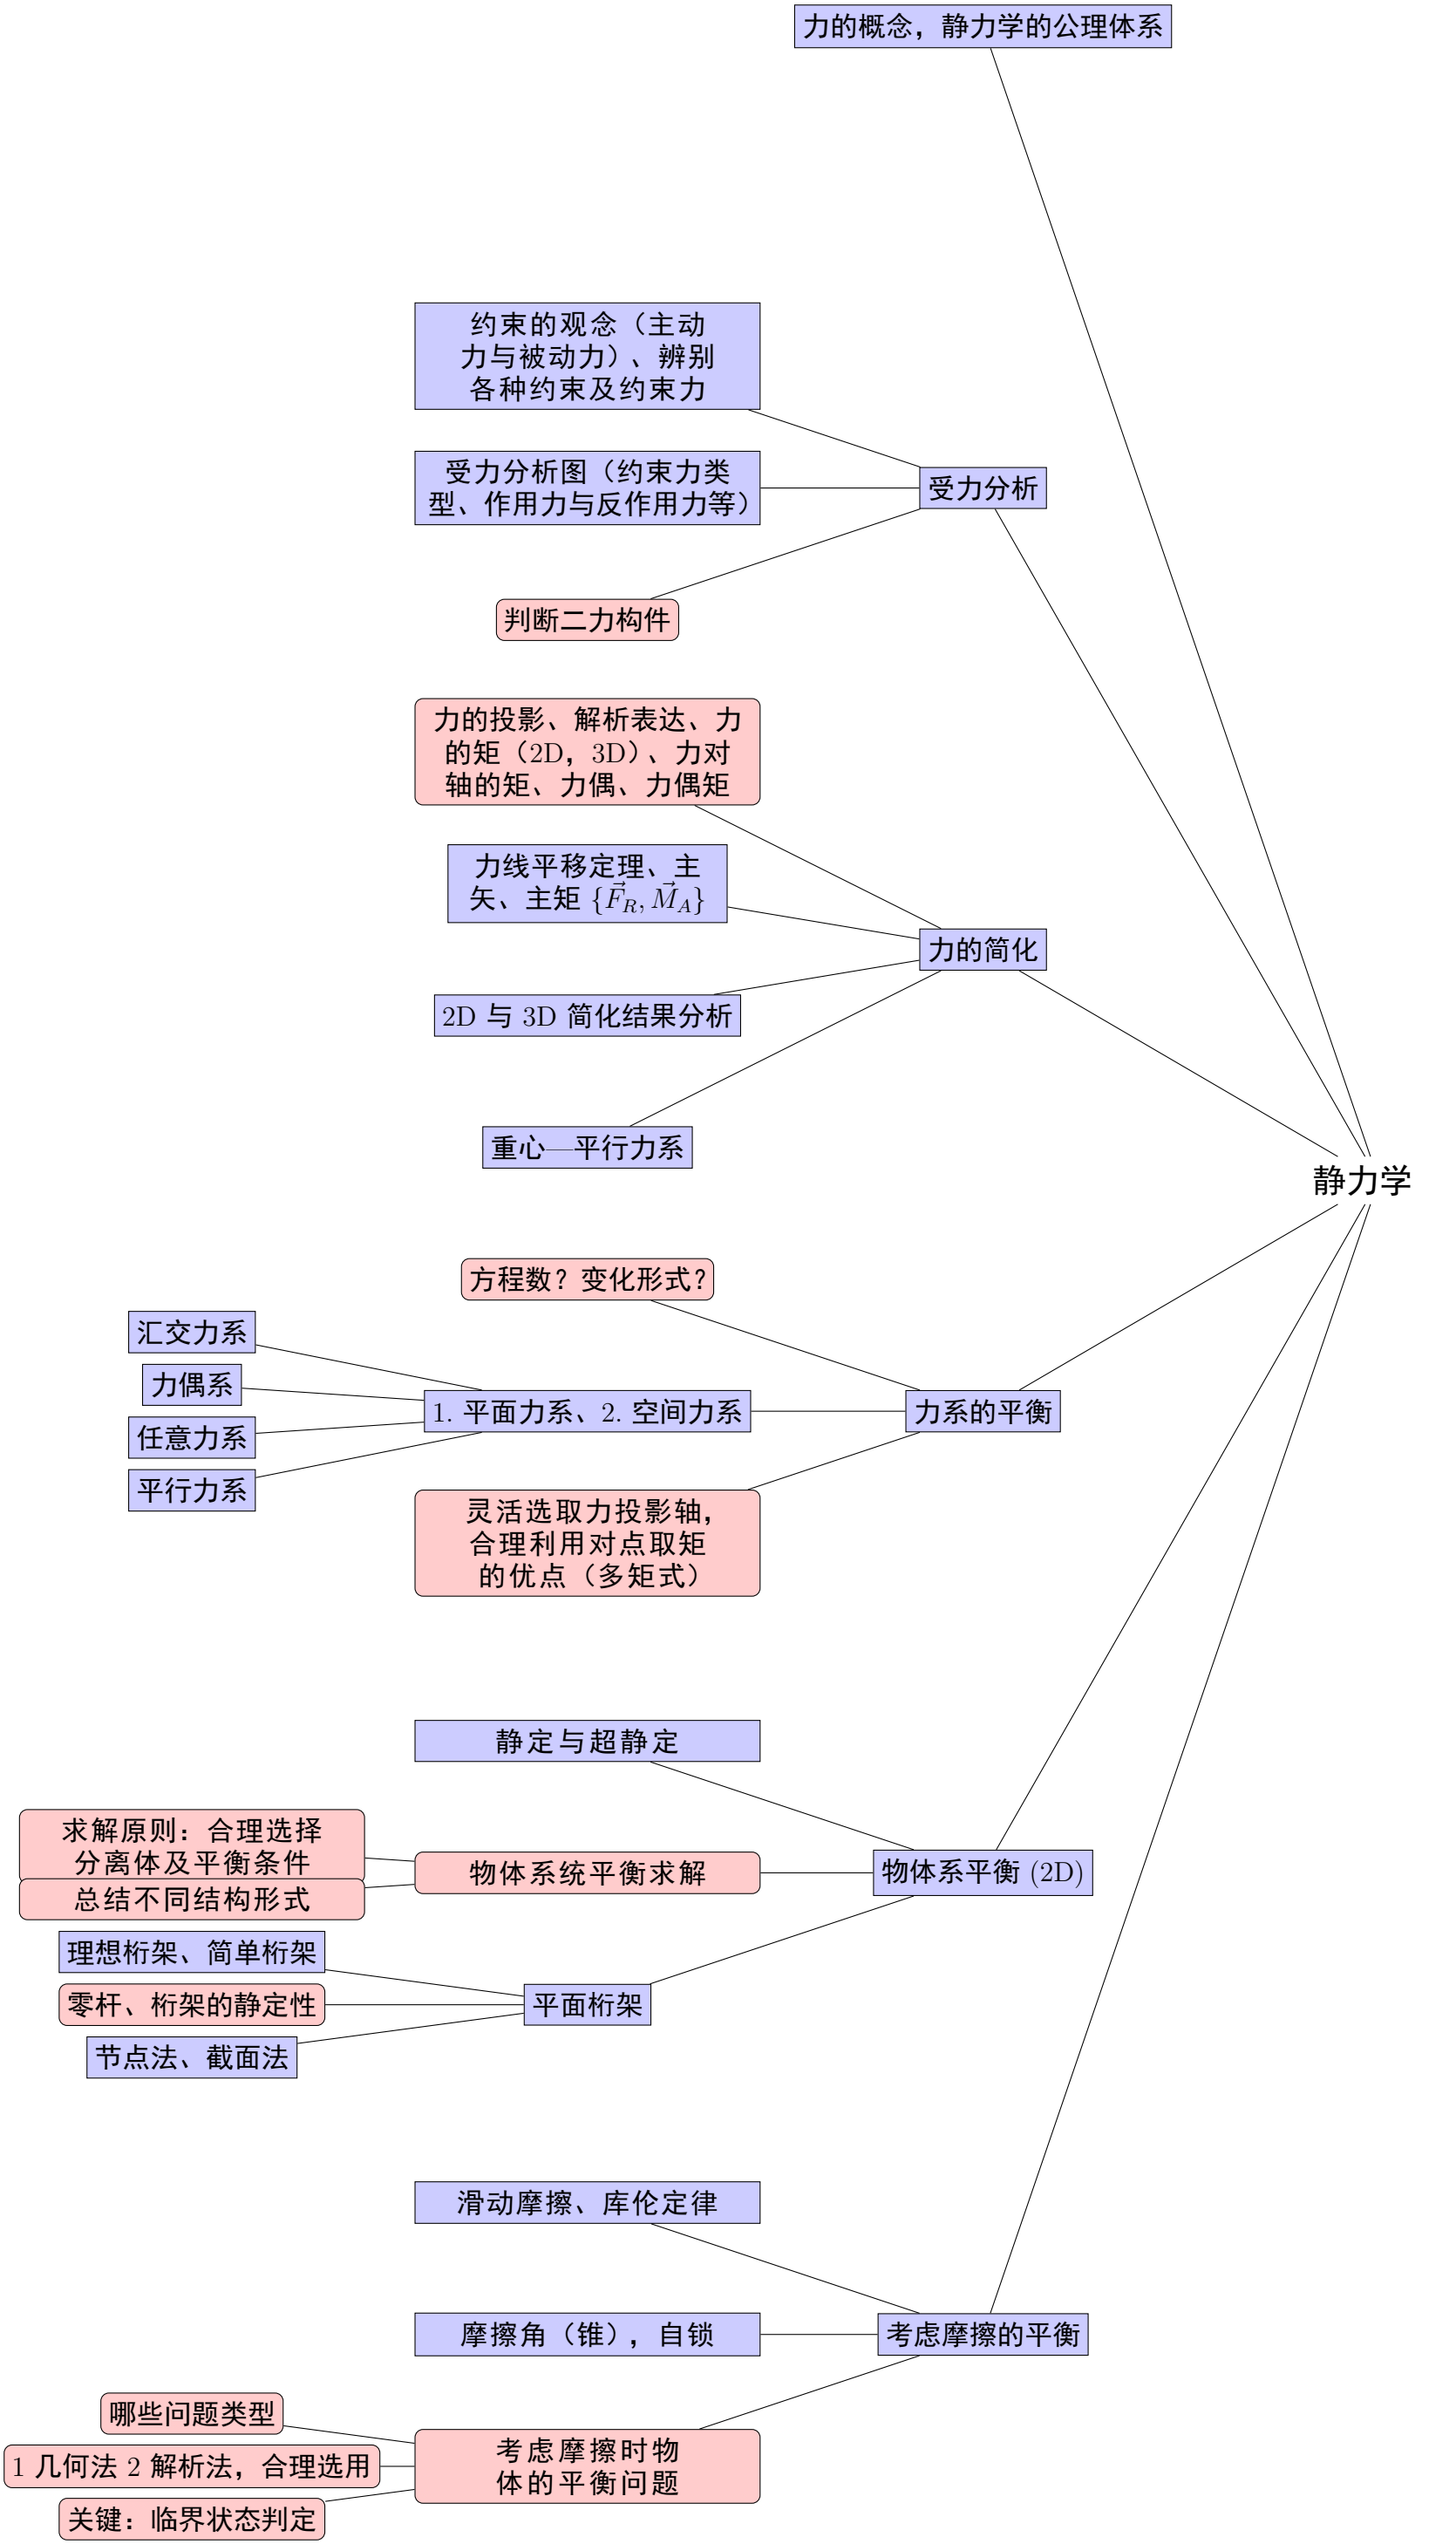 力的概念，静力学的公理体系
约束的观念（主动
力与被动力）、辨别
各种约束及约束力
受力分析图（约束力类
型、作用力与反作用力等）
受力分析
判断二力构件
力的投影、解析表达、力
的矩（2D，3D）、力对
轴的矩、力偶、力偶矩
力线平移定理、主
矢、主矩 {$\vec{F}_R, \vec{M}_A$}
力的简化
2D 与 3D 简化结果分析
重心—平行力系
静力学
方程数？变化形式？
汇交力系
力偶系
任意力系
平行力系
1. 平面力系、2. 空间力系
力系的平衡
灵活选取力投影轴，
合理利用对点取矩
的优点（多矩式）
静定与超静定
求解原则：合理选择
分离体及平衡条件
总结不同结构形式
物体系统平衡求解
物体系平衡 (2D)
理想桁架、简单桁架
零杆、桁架的静定性
节点法、截面法
平面桁架
滑动摩擦、库伦定律
摩擦角（锥），自锁
考虑摩擦的平衡
哪些问题类型
1 几何法 2 解析法，合理选用
关键：临界状态判定
考虑摩擦时物
体的平衡问题